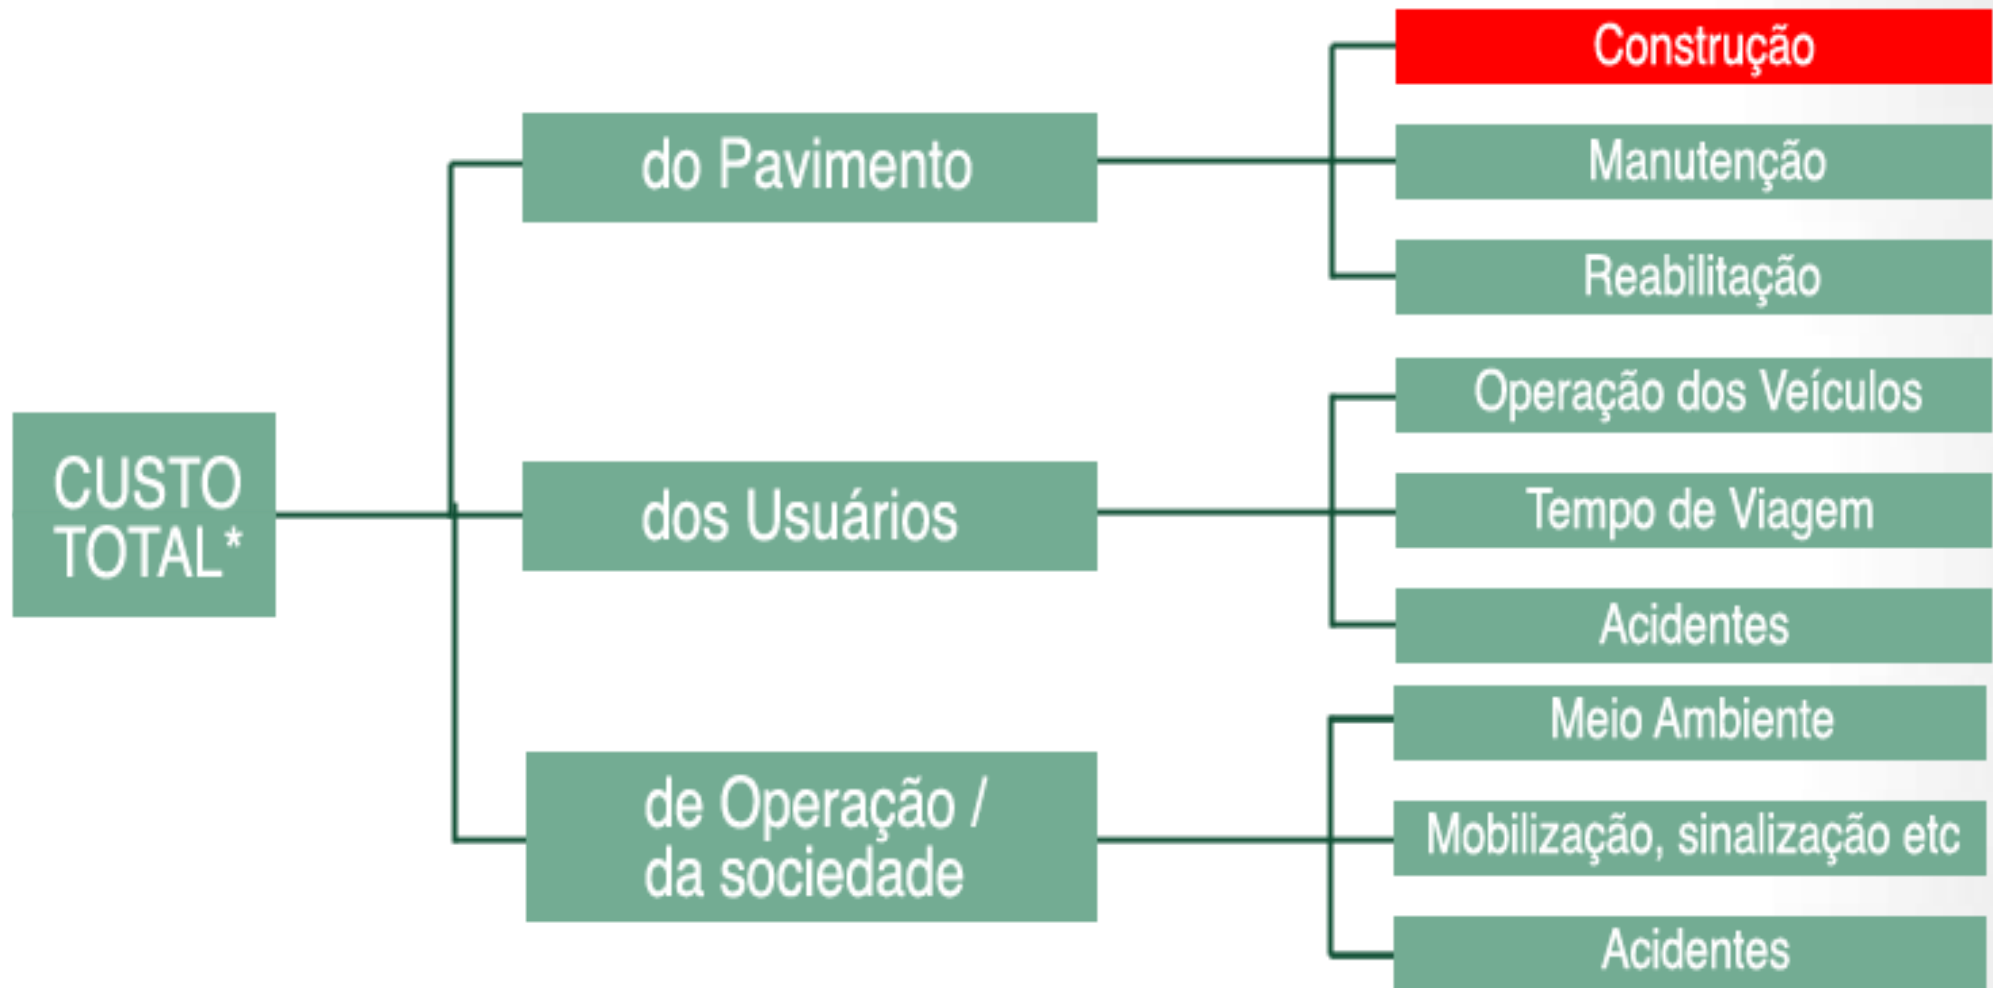 CUSTO
TOTAL*
do Pavimento
Construção
Manutenção
Reabilitação
dos Usuários
Operação dos Veículos
Tempo de Viagem
Acidentes
de Operação /
da sociedade
Meio Ambiente
Mobilização, sinalização etc
Acidentes